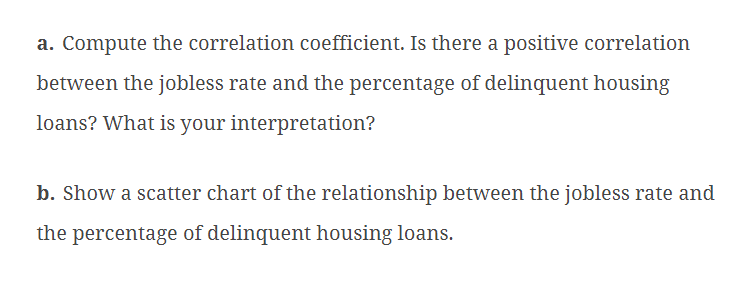 a. Compute the correlation coefficient. Is there a positive correlation
between the jobless rate and the percentage of delinquent housing
loans? What is your interpretation?
b. Show a scatter chart of the relationship between the jobless rate and
the percentage of delinquent housing loans.